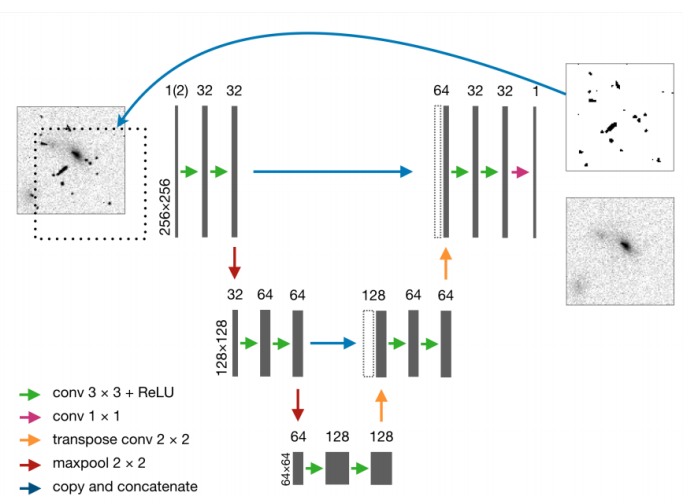 1(2) 32 32
64 32 32 1
256×256
32 64 64
128 64 64
128×128
64 128 128
64×64
conv 3 × 3 + ReLU
conv 1 × 1
transpose conv 2 × 2
maxpool 2 × 2
copy and concatenate